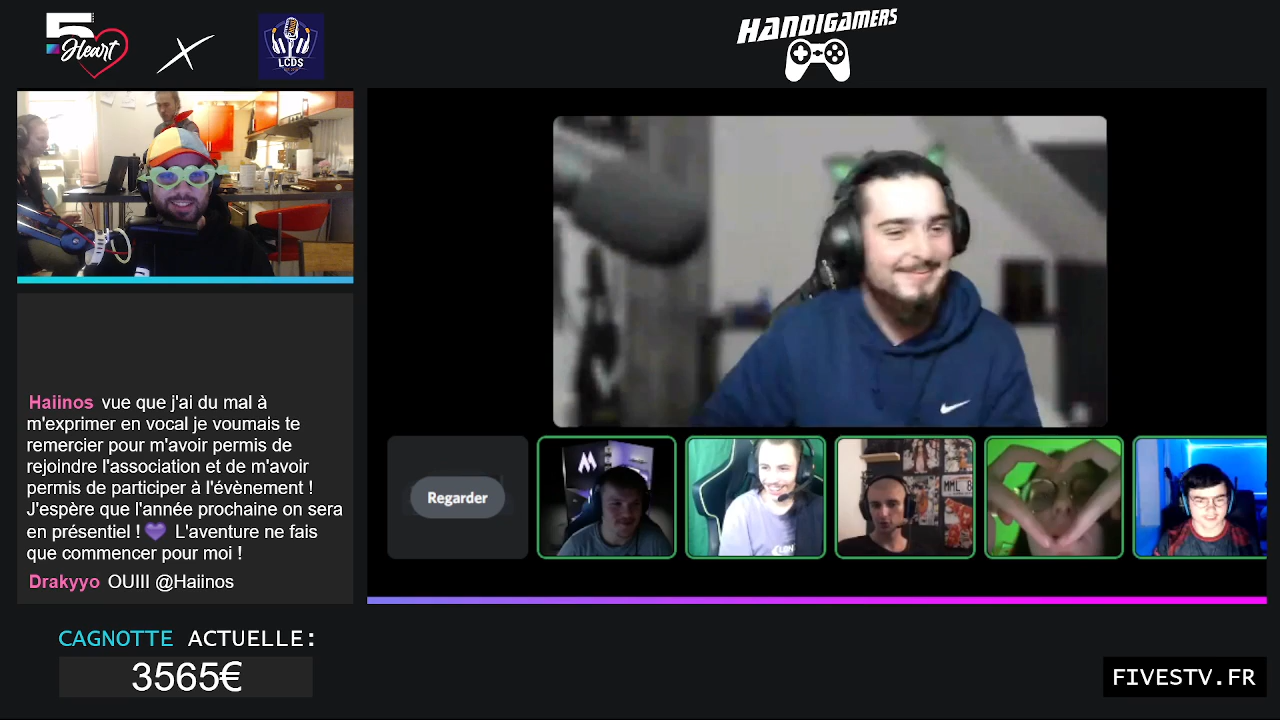 5
Heart
LCDS
HANDIGAMERS
Haiinos vue que j'ai du mal à
m'exprimer en vocal je voumais te
remercier pour m'avoir permis de
rejoindre l'association et de m'avoir
permis de participer à l'évènement !
J'espère que l'année prochaine on sera
en présentiel ! 💜 L'aventure ne fais
que commencer pour moi !
Drakyyo OUIII @Haiinos
Regarder
MML 8
CAGNOTTE ACTUELLE:
3565€
FIVESTV.FR